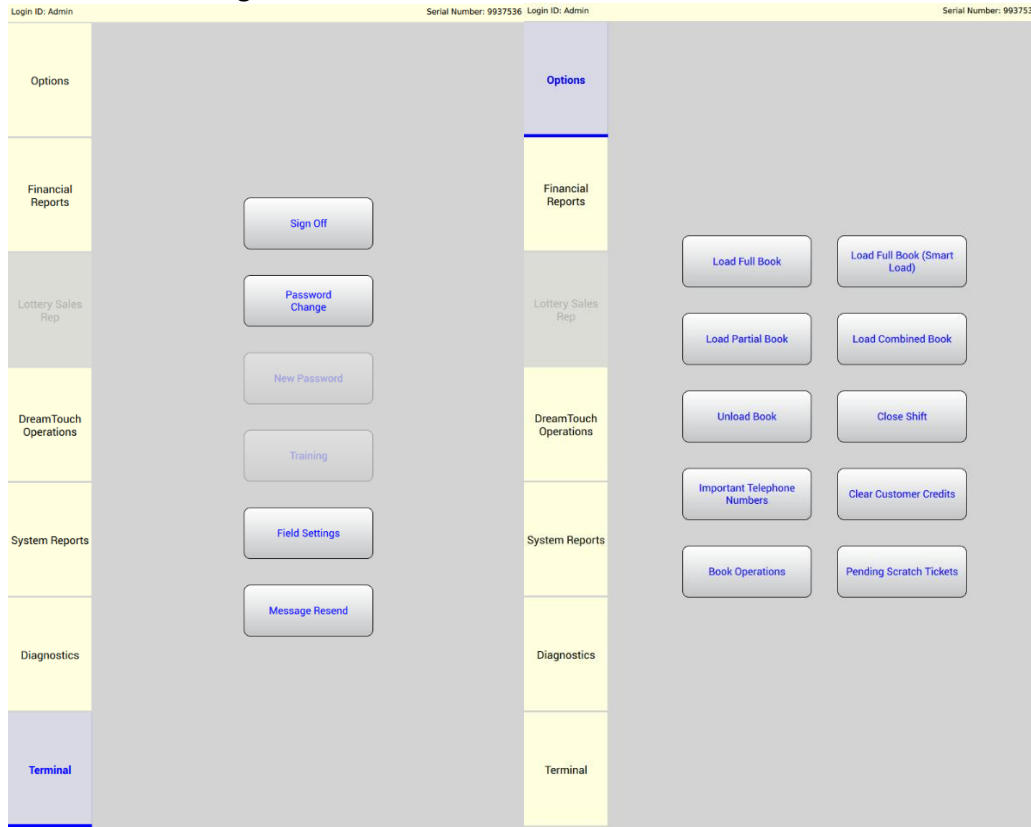 Login ID: Admin
Serial Number: 9937536
Options
Financial
Reports
Lottery Sales
Rep
DreamTouch
Operations
System Reports
Diagnostics
Terminal
Sign Off
Password
Change
New Password
Training
Field Settings
Message Resend
Login ID: Admin
Serial Number: 993753
Options
Financial
Reports
Lottery Sales
Rep
DreamTouch
Operations
System Reports
Diagnostics
Terminal
Load Full Book
Load Full Book (Smart
Load)
Load Partial Book
Load Combined Book
Unload Book
Close Shift
Important Telephone
Numbers
Clear Customer Credits
Book Operations
Pending Scratch Tickets